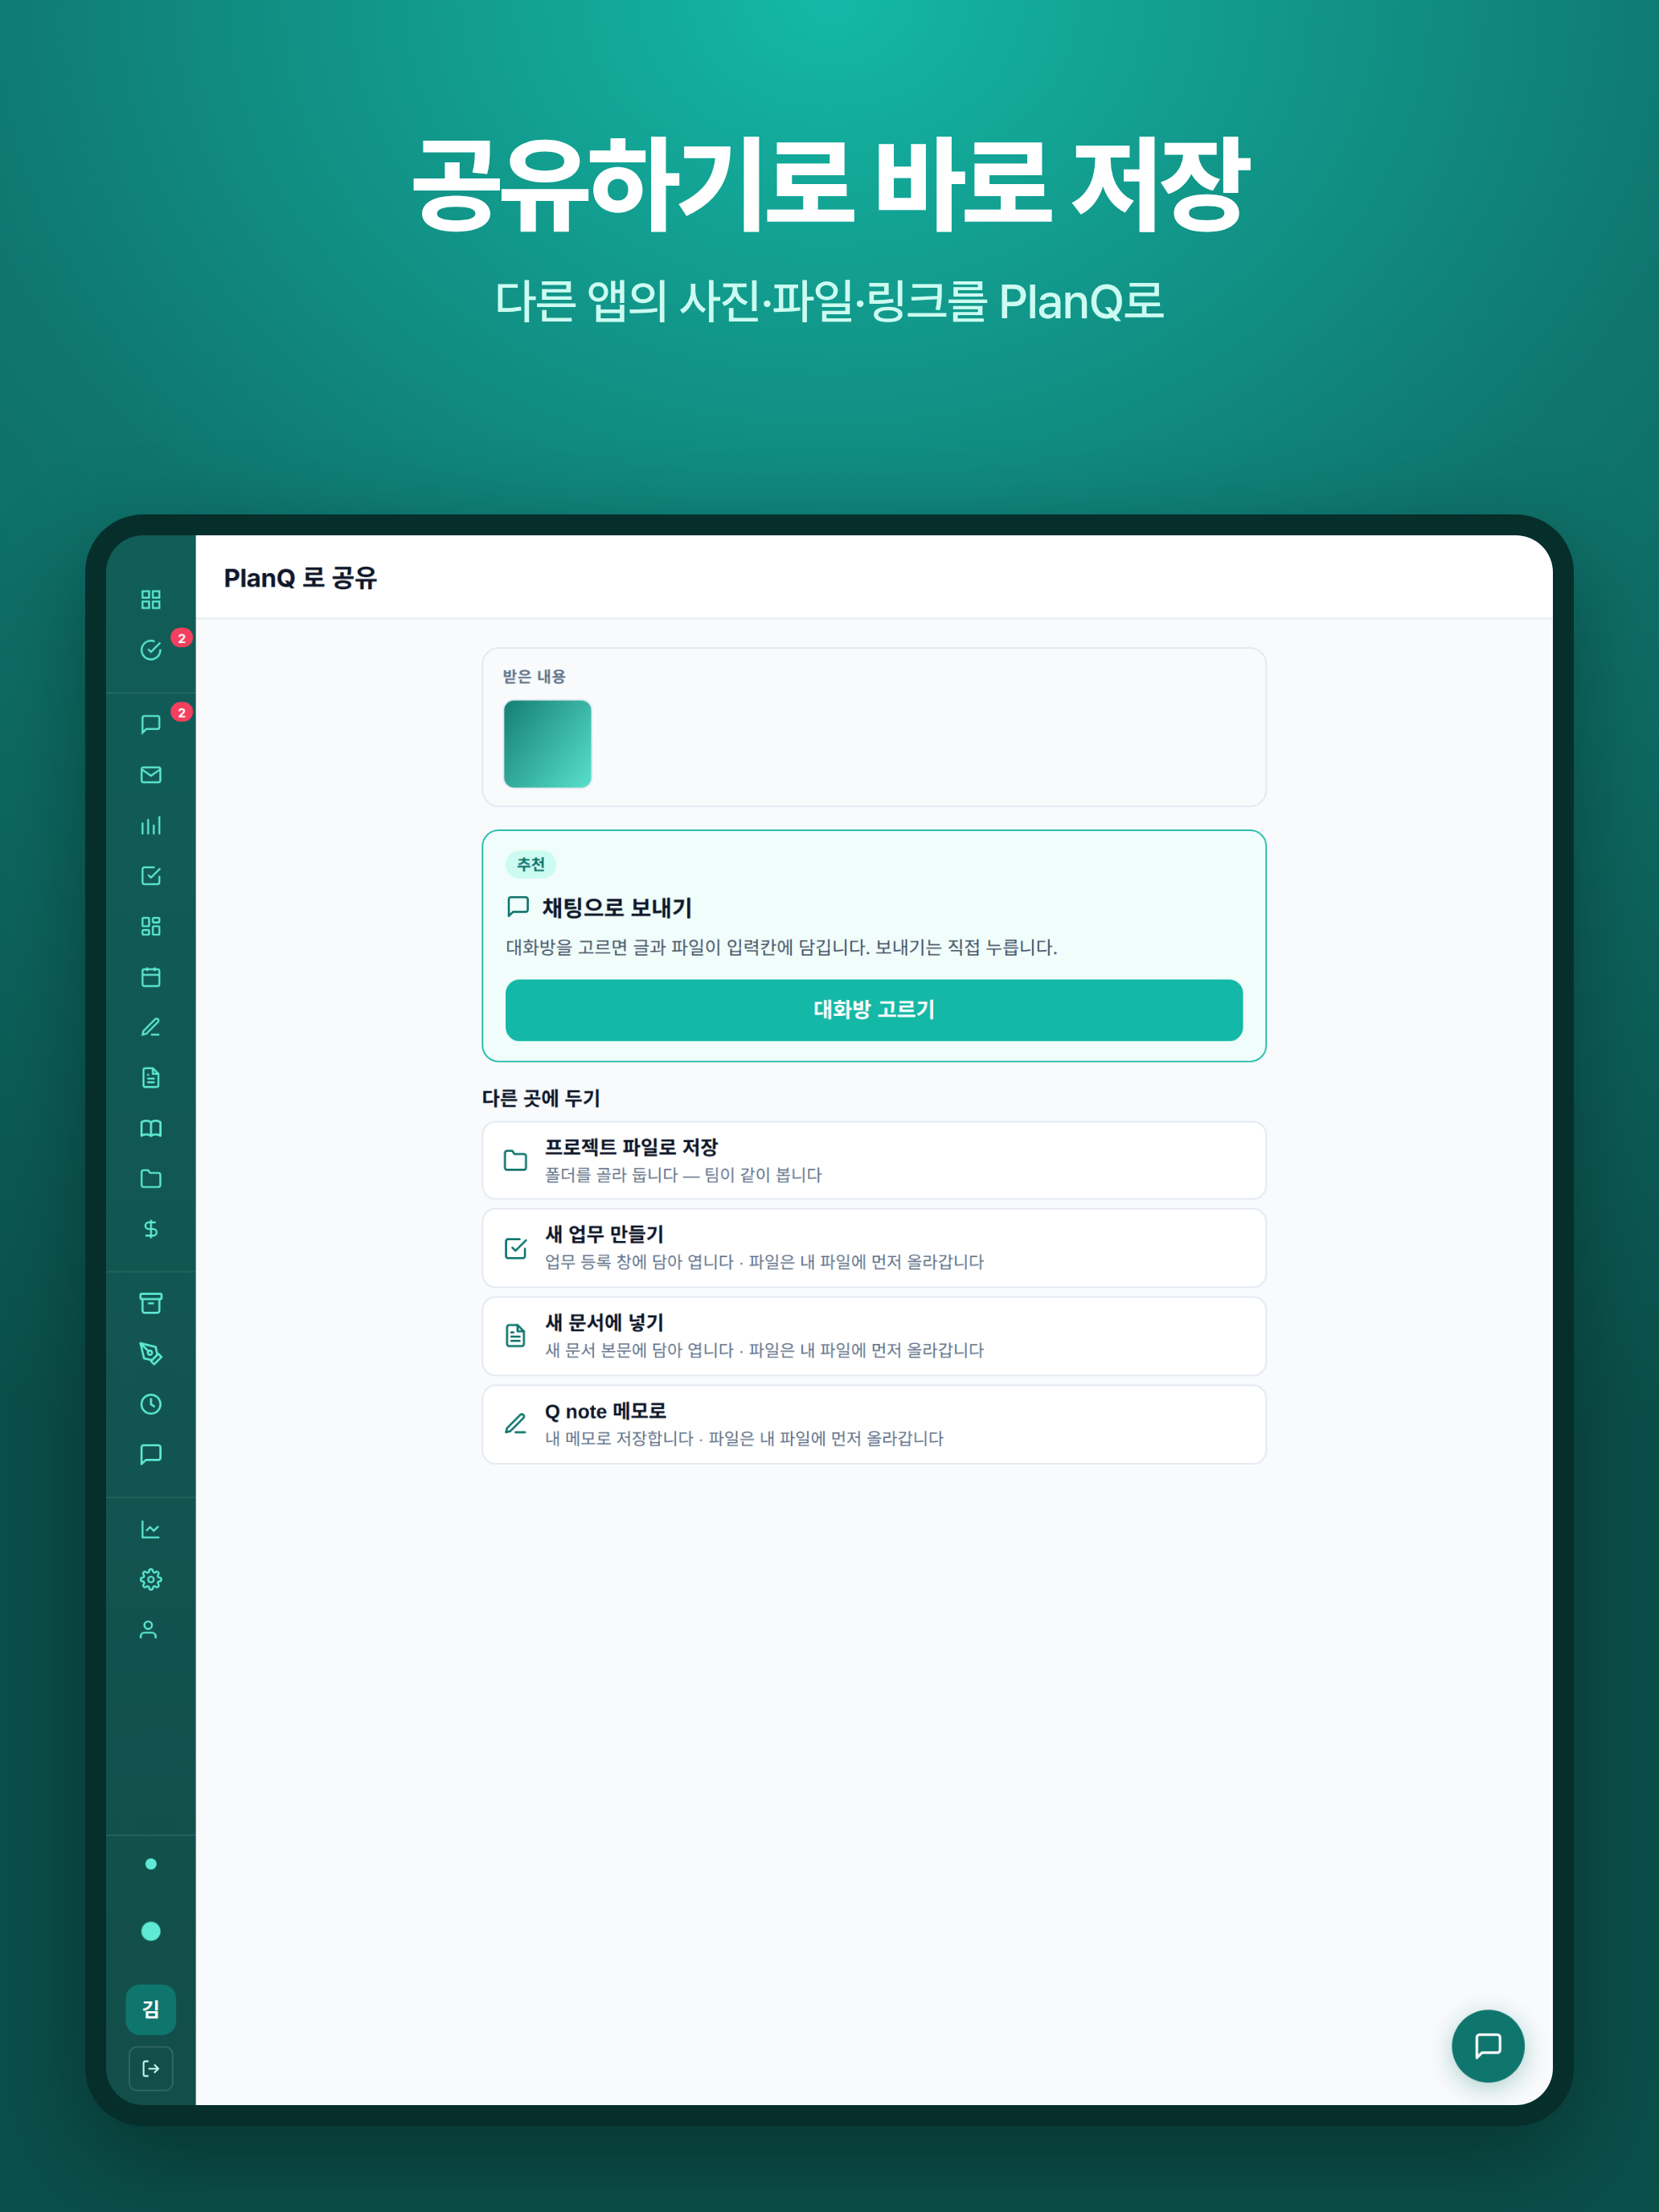 공유하기로 바로 저장
다른 앱의 사진·파일·링크를 PlanQ로
PlanQ 로 공유
2
2
받은 내용
추천
채팅으로 보내기
대화방을 고르면 글과 파일이 입력칸에 담깁니다. 보내기는 직접 누릅니다.
대화방 고르기
다른 곳에 두기
프로젝트 파일로 저장
폴더를 골라 둡니다 — 팀이 같이 봅니다
새 업무 만들기
업무 등록 창에 담아 엽니다 · 파일은 내 파일에 먼저 올라갑니다
새 문서에 넣기
새 문서 본문에 담아 엽니다 · 파일은 내 파일에 먼저 올라갑니다
Q note 메모로
내 메모로 저장합니다 · 파일은 내 파일에 먼저 올라갑니다
김